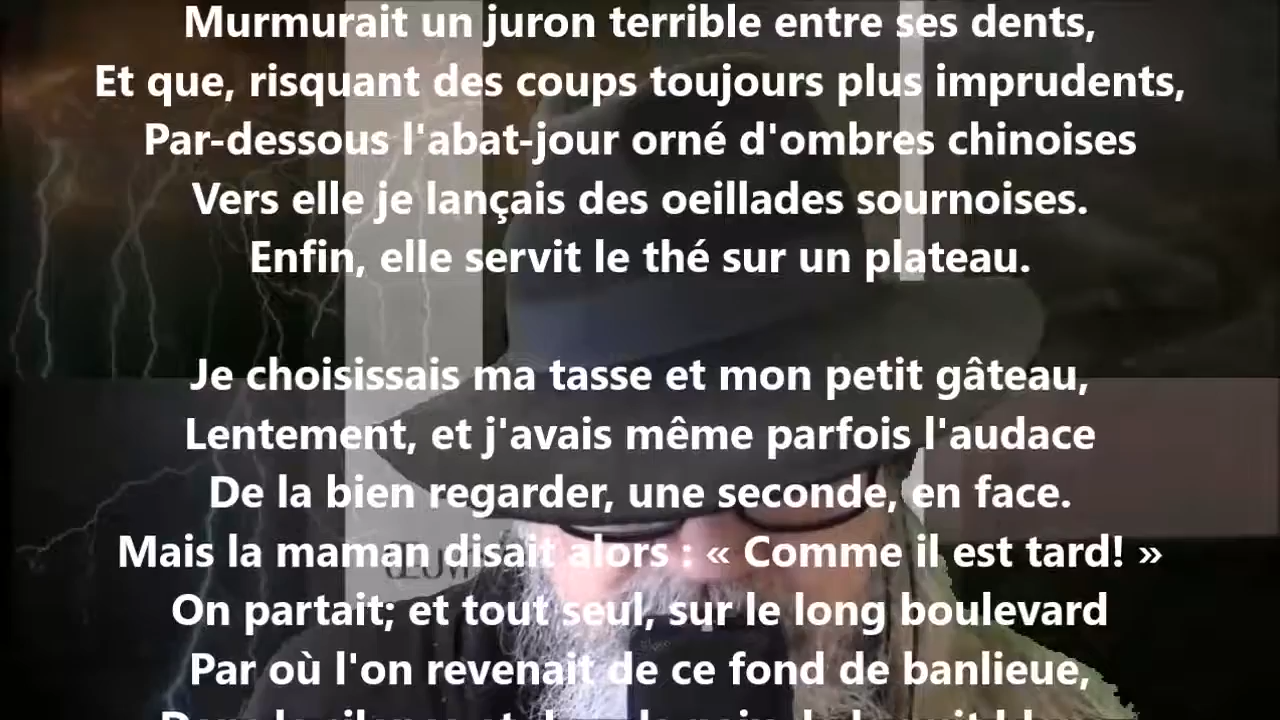 Murmurait un juron terrible entre ses dents,
Et que, risquant des coups toujours plus imprudents,
Par-dessous l'abat-jour orné d'ombres chinoises
Vers elle je lançais des oeillades sournoises.
Enfin, elle servit le thé sur un plateau.
Je choisissais ma tasse et mon petit gâteau,
Lentement, et j'avais même parfois l'audace
De la bien regarder, une seconde, en face.
Mais la maman disait alors : « Comme il est tard! »
ŒUV
On partait; et tout seul, sur le long boulevard
Par où l'on revenait de ce fond de banlieue,